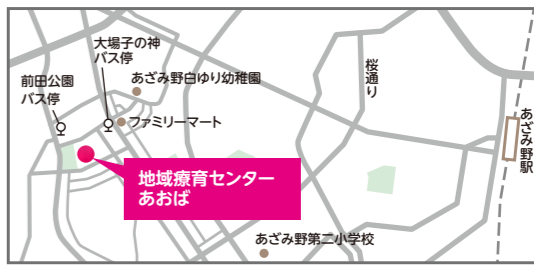 大場子の神
バス停
前田公園
バス停
あざみ野白ゆり幼稚園
ファミリーマート
桜通り
あざみ野駅
地域療育センター
あおば
あざみ野第二小学校